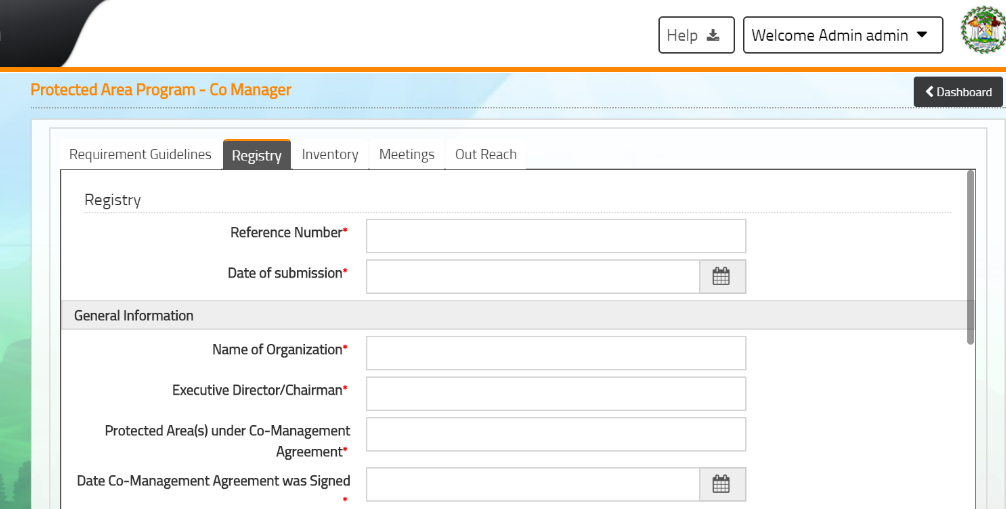 Help
Welcome Admin admin
Protected Area Program - Co Manager
Dashboard
Requirement Guidelines
Registry
Inventory
Meetings
Out Reach
Registry
Reference Number*
Date of submission*
General Information
Name of Organization*
Executive Director/Chairman*
Protected Area(s) under Co-Management
Agreement*
Date Co-Management Agreement was Signed
*